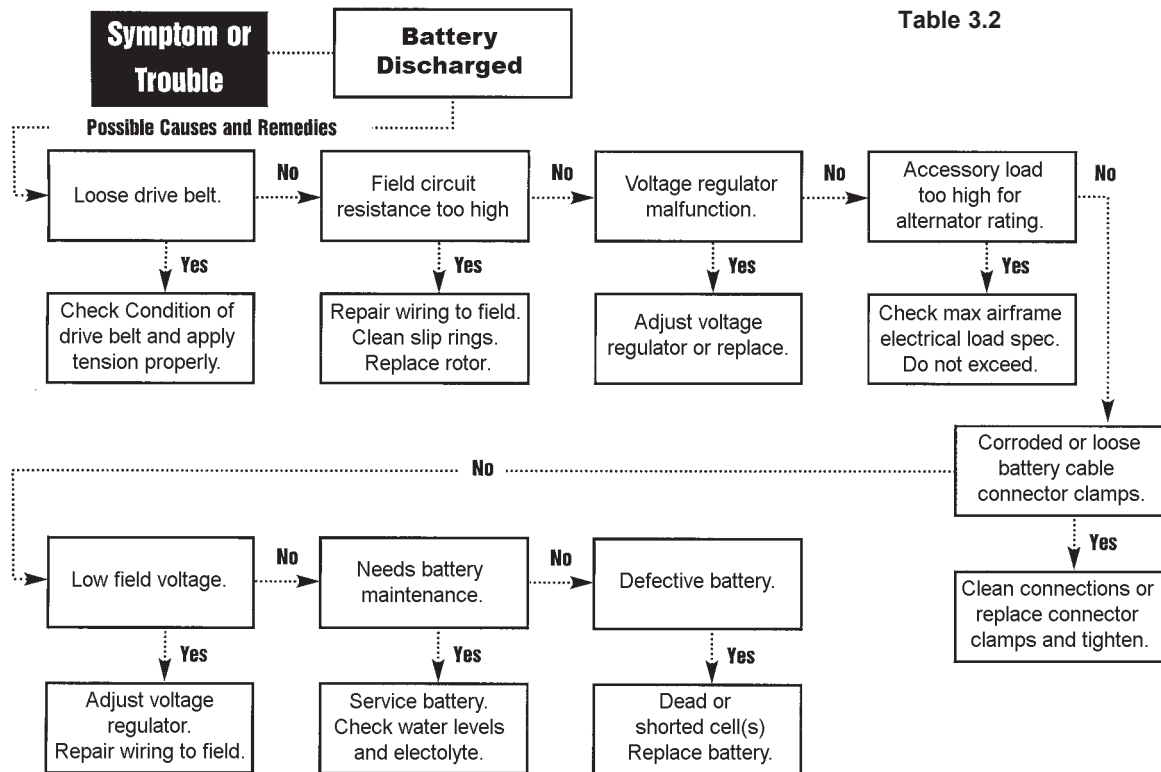 Table 3.2
Symptom or
Trouble
Battery
Discharged
Possible Causes and Remedies
Loose drive belt.
No
Field circuit
resistance too high
No
Voltage regulator
malfunction.
No
Accessory load
too high for
alternator rating.
No
Yes
Check Condition of
drive belt and apply
tension properly.
Yes
Repair wiring to field.
Clean slip rings.
Replace rotor.
Yes
Adjust voltage
regulator or replace.
Yes
Check max airframe
electrical load spec.
Do not exceed.
Corroded or loose
battery cable
connector clamps.
No
Yes
Clean connections or
replace connector
clamps and tighten.
Low field voltage.
No
Needs battery
maintenance.
No
Defective battery.
Yes
Adjust voltage
regulator.
Repair wiring to field.
Yes
Service battery.
Check water levels
and electolyte.
Yes
Dead or
shorted cell(s)
Replace battery.